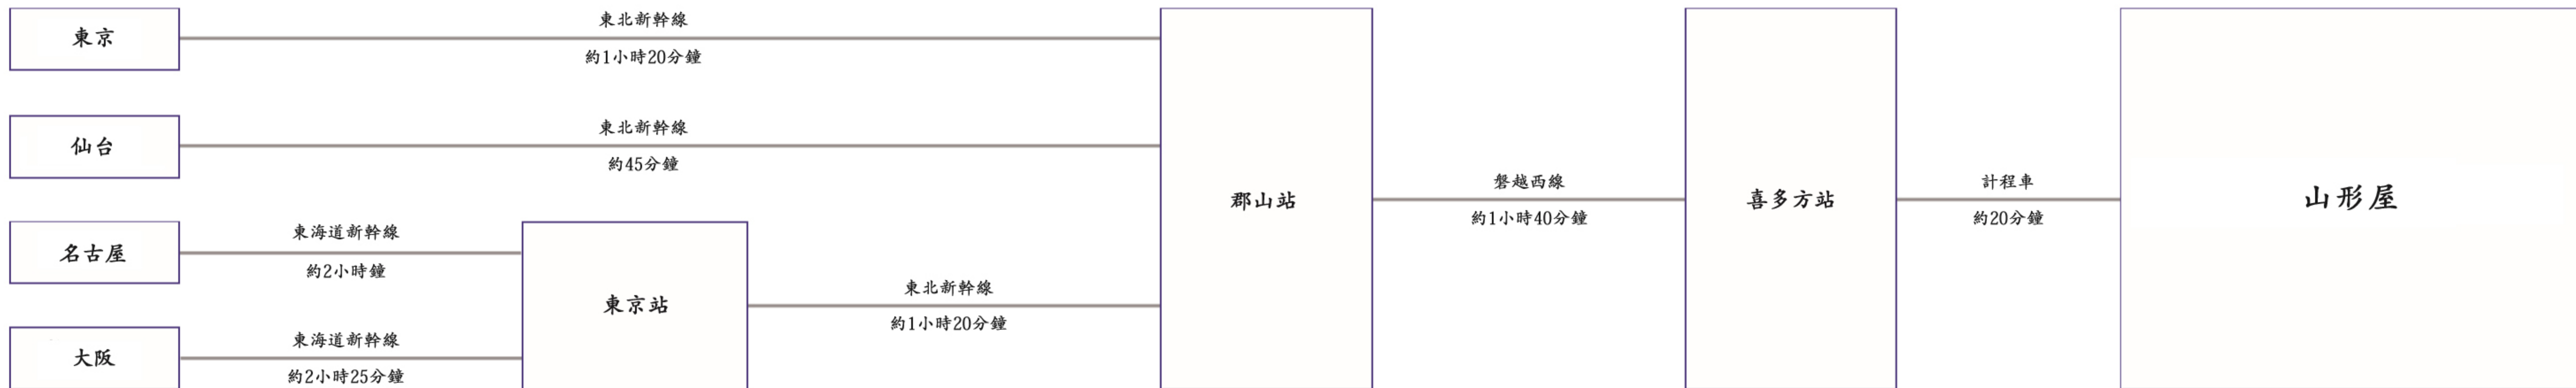 東京
東北新幹線
約1小時20分鐘
仙台
東北新幹線
約45分鐘
名古屋
東海道新幹線
約2小時鐘
大阪
東海道新幹線
約2小時25分鐘
東京站
東北新幹線
約1小時20分鐘
郡山站
磐越西線
約1小時40分鐘
喜多方站
計程車
約20分鐘
山形屋